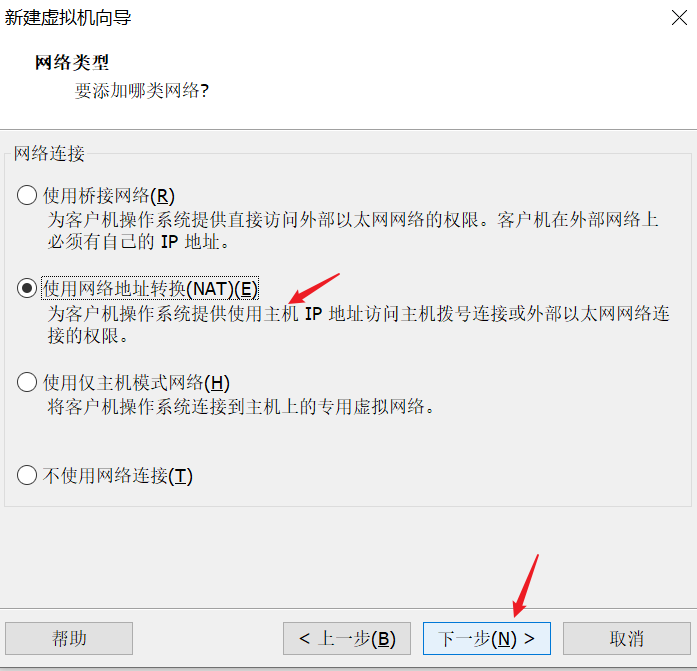 新建虚拟机向导
网络类型
要添加哪类网络?
网络连接
使用桥接网络(R)
为客户机操作系统提供直接访问外部以太网网络的权限。客户机在外部网络上
必须有自己的 IP 地址。
使用网络地址转换(NAT)(E)
为客户机操作系统提供使用主机 IP 地址访问主机拨号连接或外部以太网网络连
接的权限。
使用仅主机模式网络(H)
将客户机操作系统连接到主机上的专用虚拟网络。
不使用网络连接(T)
帮助
< 上一步(B)
下一步(N) >
取消